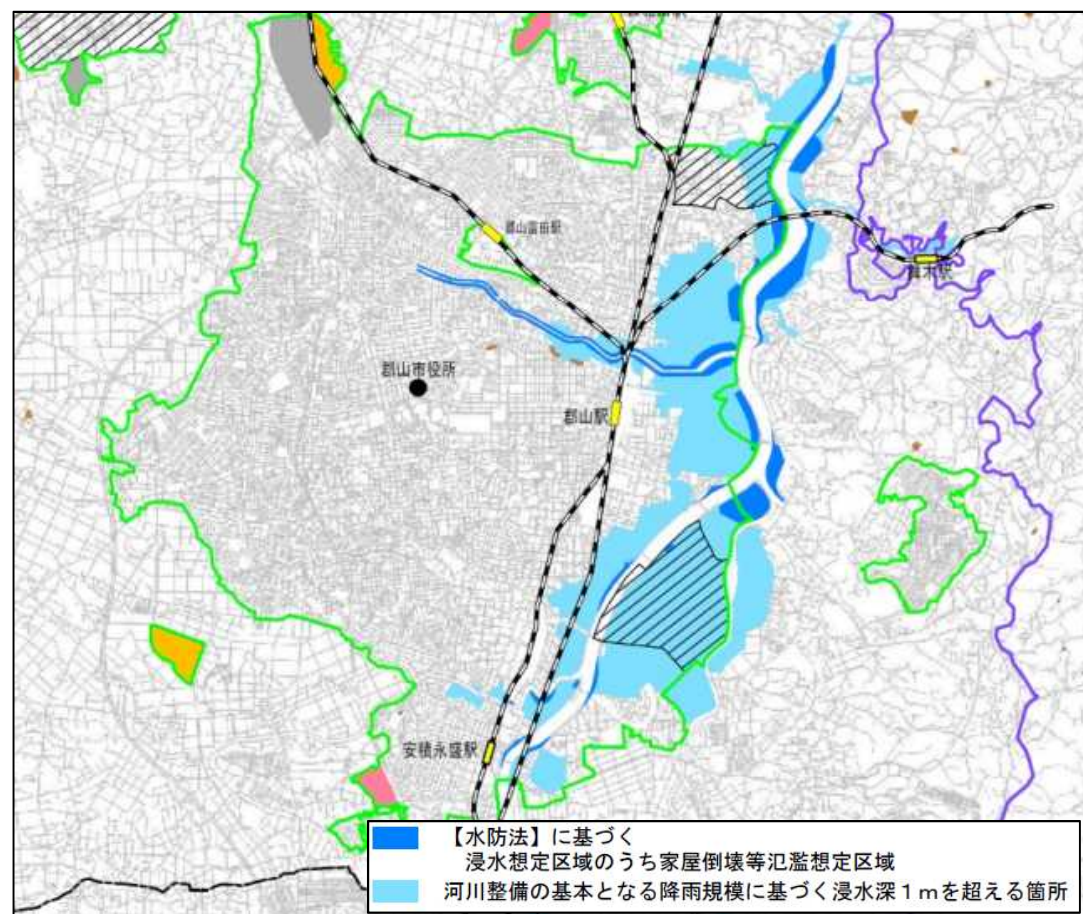 郡山富田駅
舞木駅
郡山市役所
郡山駅
安積永盛駅
【水防法】に基づく
浸水想定区域のうち家屋倒壊等氾濫想定区域
河川整備の基本となる降雨規模に基づく浸水深１ｍを超える箇所